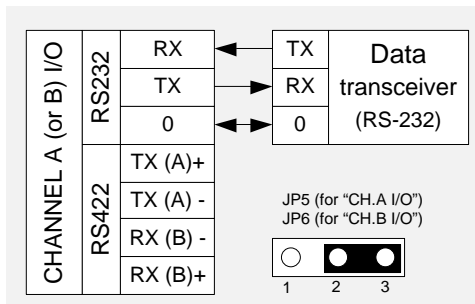 CHANNEL A (or B) I/O
RS232
RX
TX
0
RS422
TX (A)+
TX (A) -
RX (B) -
RX (B)+
TX
RX
0
Data
transceiver
(RS-232)
JP5 (for “CH.A I/O”)
JP6 (for “CH.B I/O”)
1 2 3